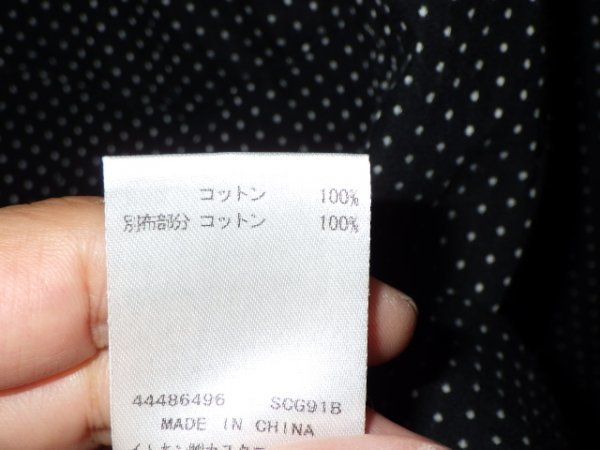 コットン 100%
別布部分 コットン 100%
44486496 SCG91B
MADE IN CHINA